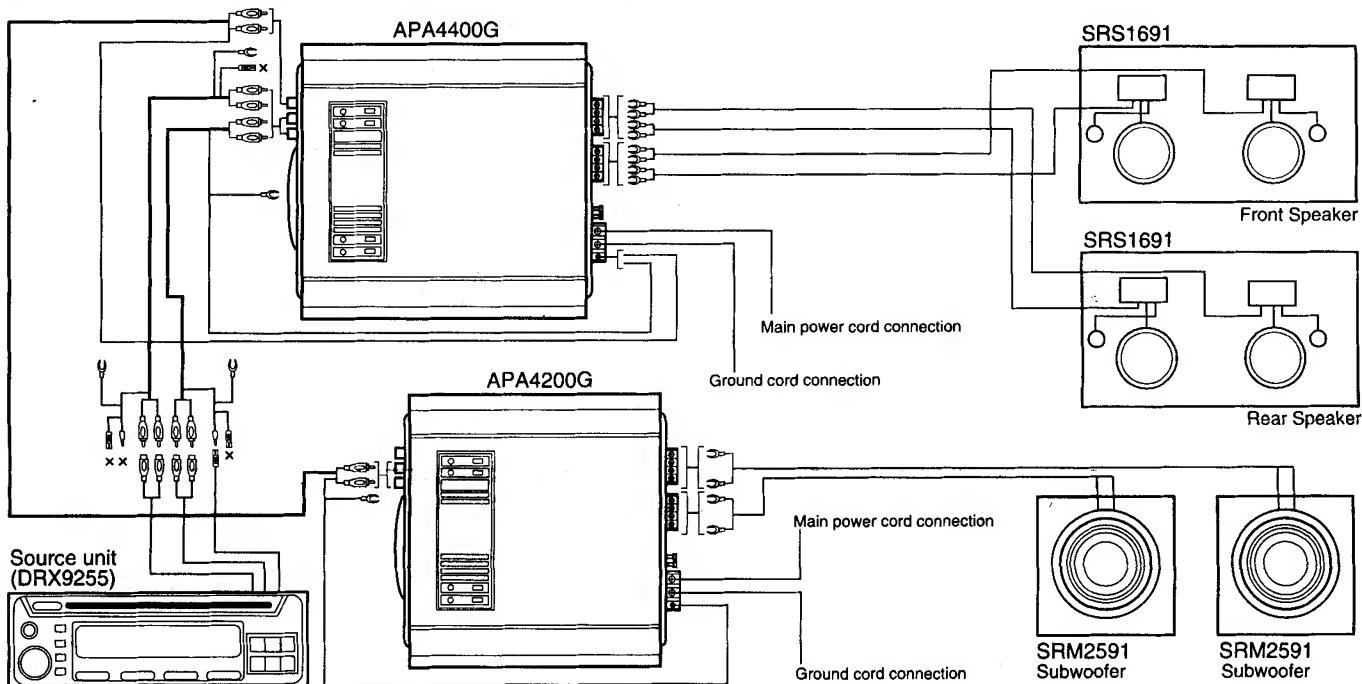 APA4400G
SRS1691
Front Speaker
SRS1691
Rear Speaker
Main power cord connection
Ground cord connection
APA4200G
Main power cord connection
Ground cord connection
Source unit
(DRX9255)
SRM2591
Subwoofer
SRM2591
Subwoofer